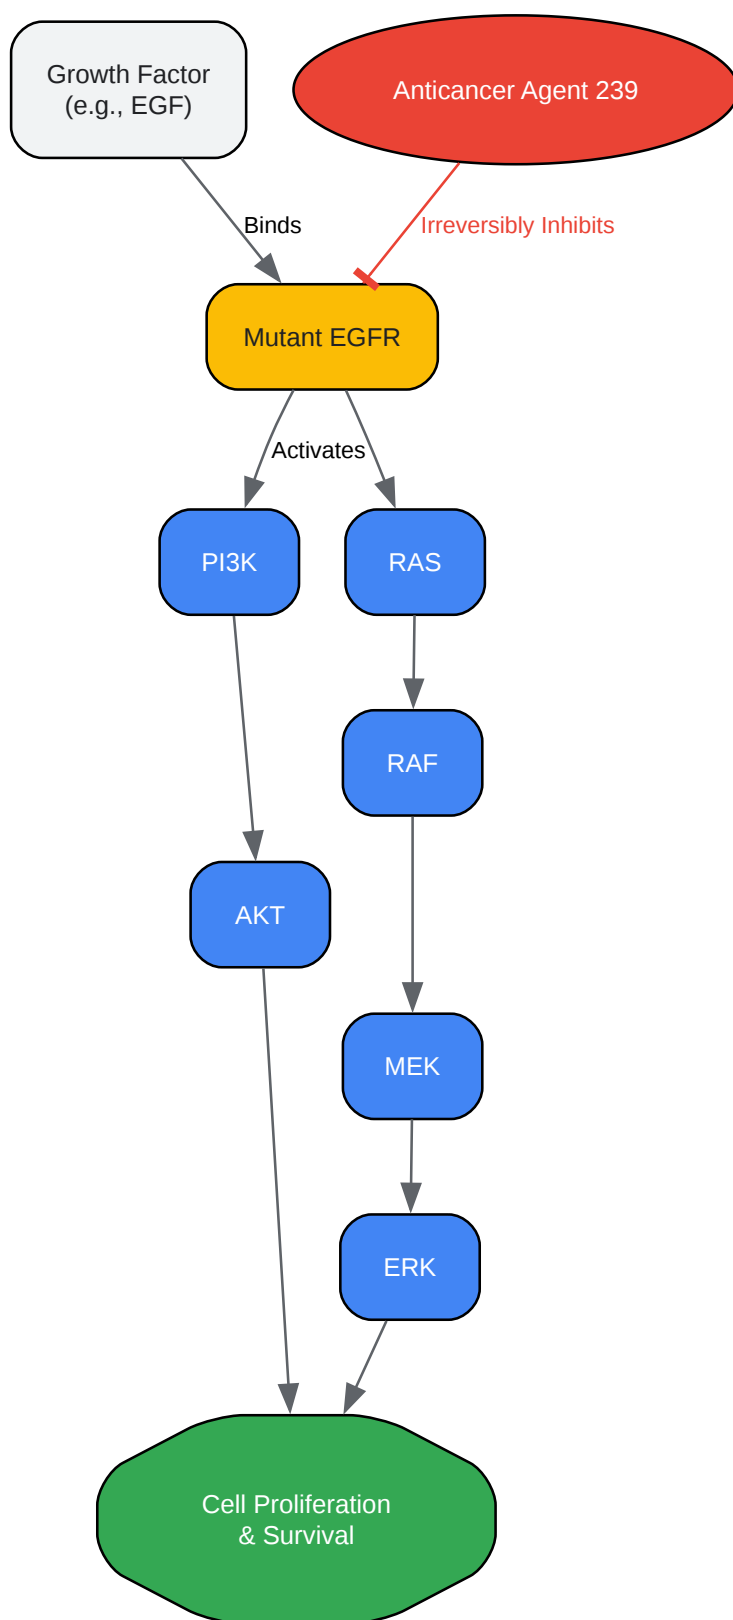 Growth Factor
(e.g., EGF)
Anticancer Agent 239
Binds
Irreversibly Inhibits
Mutant EGFR
Activates
PI3K
RAS
RAF
AKT
MEK
ERK
Cell Proliferation
& Survival